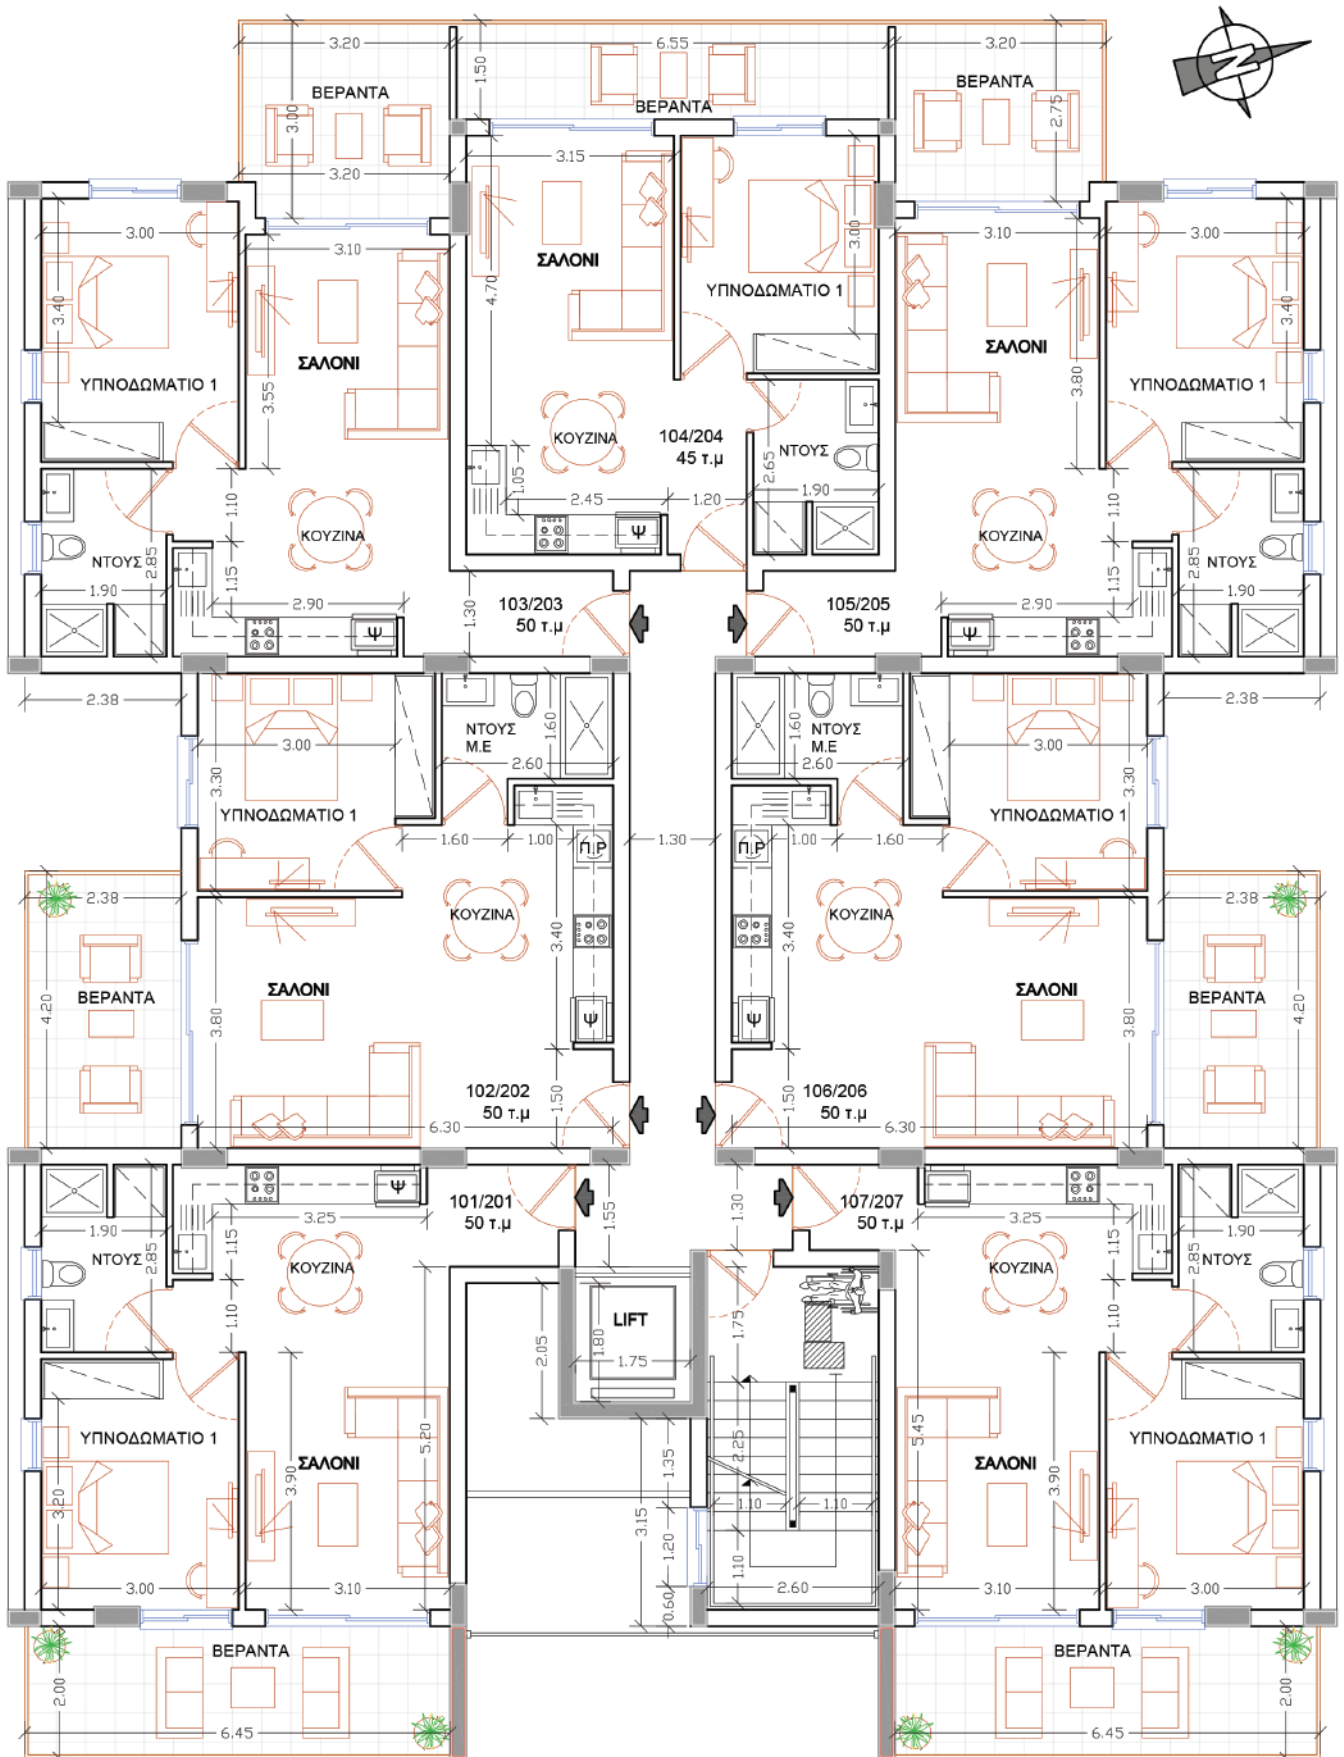 3.20
6.55
3.20
N
1.50
ΒΕΡΑΝΤΑ
3.00
ΒΕΡΑΝΤΑ
ΒΕΡΑΝΤΑ
2.75
3.20
3.15
3.00
3.10
3.00
3.10
3.00
ΣΑΛΟΝΙ
4.70
ΥΠΝΟΔΩΜΑΤΙΟ 1
3.40
3.40
ΣΑΛΟΝΙ
ΣΑΛΟΝΙ
ΥΠΝΟΔΩΜΑΤΙΟ 1
3.55
3.80
ΥΠΝΟΔΩΜΑΤΙΟ 1
ΚΟΥΖΙΝΑ
104/204
45 τ.μ
ΝΤΟΥΣ
2.65
1.05
2.45
1.20
1.90
1.10
ΚΟΥΖΙΝΑ
Ψ
ΚΟΥΖΙΝΑ
1.10
ΝΤΟΥΣ
2.85
1.15
1.15
2.85
ΝΤΟΥΣ
1.90
2.90
1.30
103/203
50 τ.μ
105/205
50 τ.μ
2.90
1.90
Ψ
Ψ
2.38
2.38
ΝΤΟΥΣ
Μ.Ε
1.60
2.60
1.60
ΝΤΟΥΣ
Μ.Ε
2.60
3.00
3.00
3.30
3.30
ΥΠΝΟΔΩΜΑΤΙΟ 1
ΥΠΝΟΔΩΜΑΤΙΟ 1
1.60
1.00
1.30
1.00
1.60
Π.Ρ
Π.Ρ
2.38
2.38
ΚΟΥΖΙΝΑ
ΚΟΥΖΙΝΑ
3.40
3.40
ΒΕΡΑΝΤΑ
ΣΑΛΟΝΙ
ΣΑΛΟΝΙ
ΒΕΡΑΝΤΑ
4.20
3.80
Ψ
Ψ
3.80
4.20
102/202
50 τ.μ
1.50
1.50
106/206
50 τ.μ
6.30
6.30
Ψ
101/201
50 τ.μ
107/207
50 τ.μ
1.90
3.25
1.55
1.30
3.25
1.90
ΝΤΟΥΣ
2.85
1.15
ΚΟΥΖΙΝΑ
ΚΟΥΖΙΝΑ
1.15
2.85
ΝΤΟΥΣ
1.10
LIFT
1.80
1.75
2.05
1.75
1.10
ΥΠΝΟΔΩΜΑΤΙΟ 1
5.20
5.45
ΥΠΝΟΔΩΜΑΤΙΟ 1
ΣΑΛΟΝΙ
3.90
1.35
2.25
ΣΑΛΟΝΙ
3.90
3.20
3.15
1.10
1.10
1.20
1.10
3.00
3.10
0.60
2.60
3.10
3.00
ΒΕΡΑΝΤΑ
ΒΕΡΑΝΤΑ
2.00
2.00
6.45
6.45